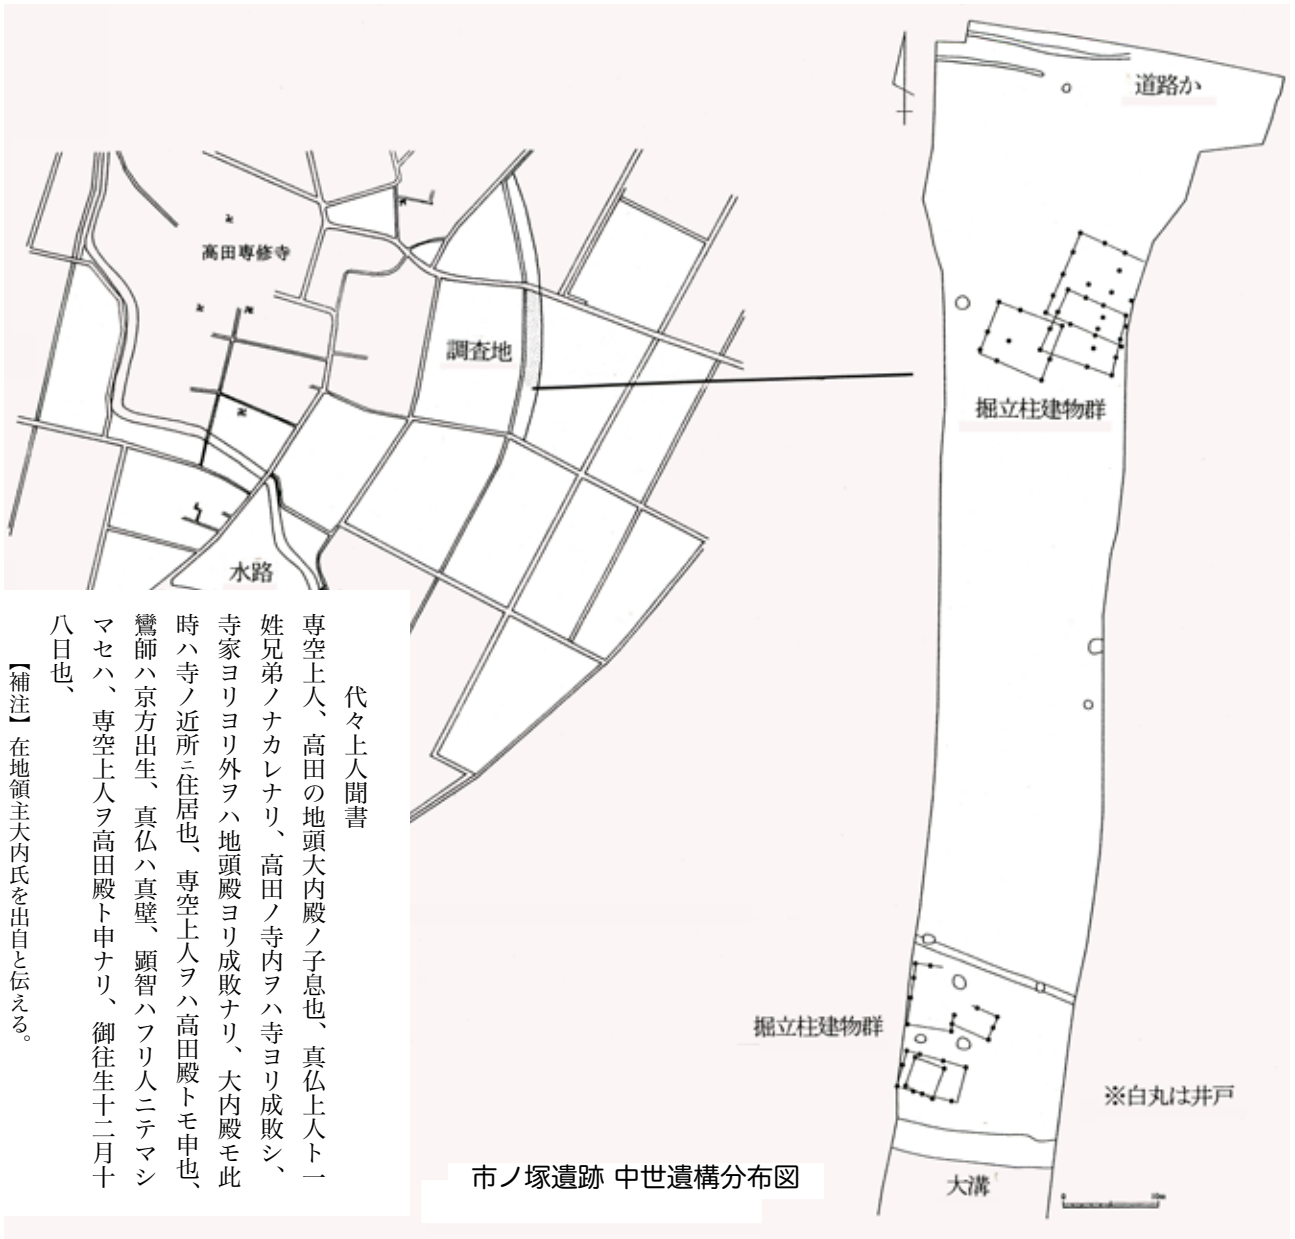 道路か
高田専修寺
調査地
掘立柱建物群
水路
代々上人聞書
専空上人、高田の地頭大内殿ノ子息也、真仏上人ト一
姓兄弟ノナカレナリ、高田ノ寺内ヲハ寺ヨリ成敗シ、
寺家ヨリヨリ外ヲハ地頭殿ヨリ成敗ナリ、大内殿モ此
時ハ寺ノ近所ニ住居也、専空上人ヲハ高田殿トモ申也、
鸞師ハ京方出生、真仏ハ真壁、顕智ハフリ人ニテマシ
マセハ、専空上人ヲ高田殿ト申ナリ、御往生十二月十
八日也、
【補注】在地領主大内氏を出自と伝える。
掘立柱建物群
※白丸は井戸
大溝
0 10m
市ノ塚遺跡 中世遺構分布図